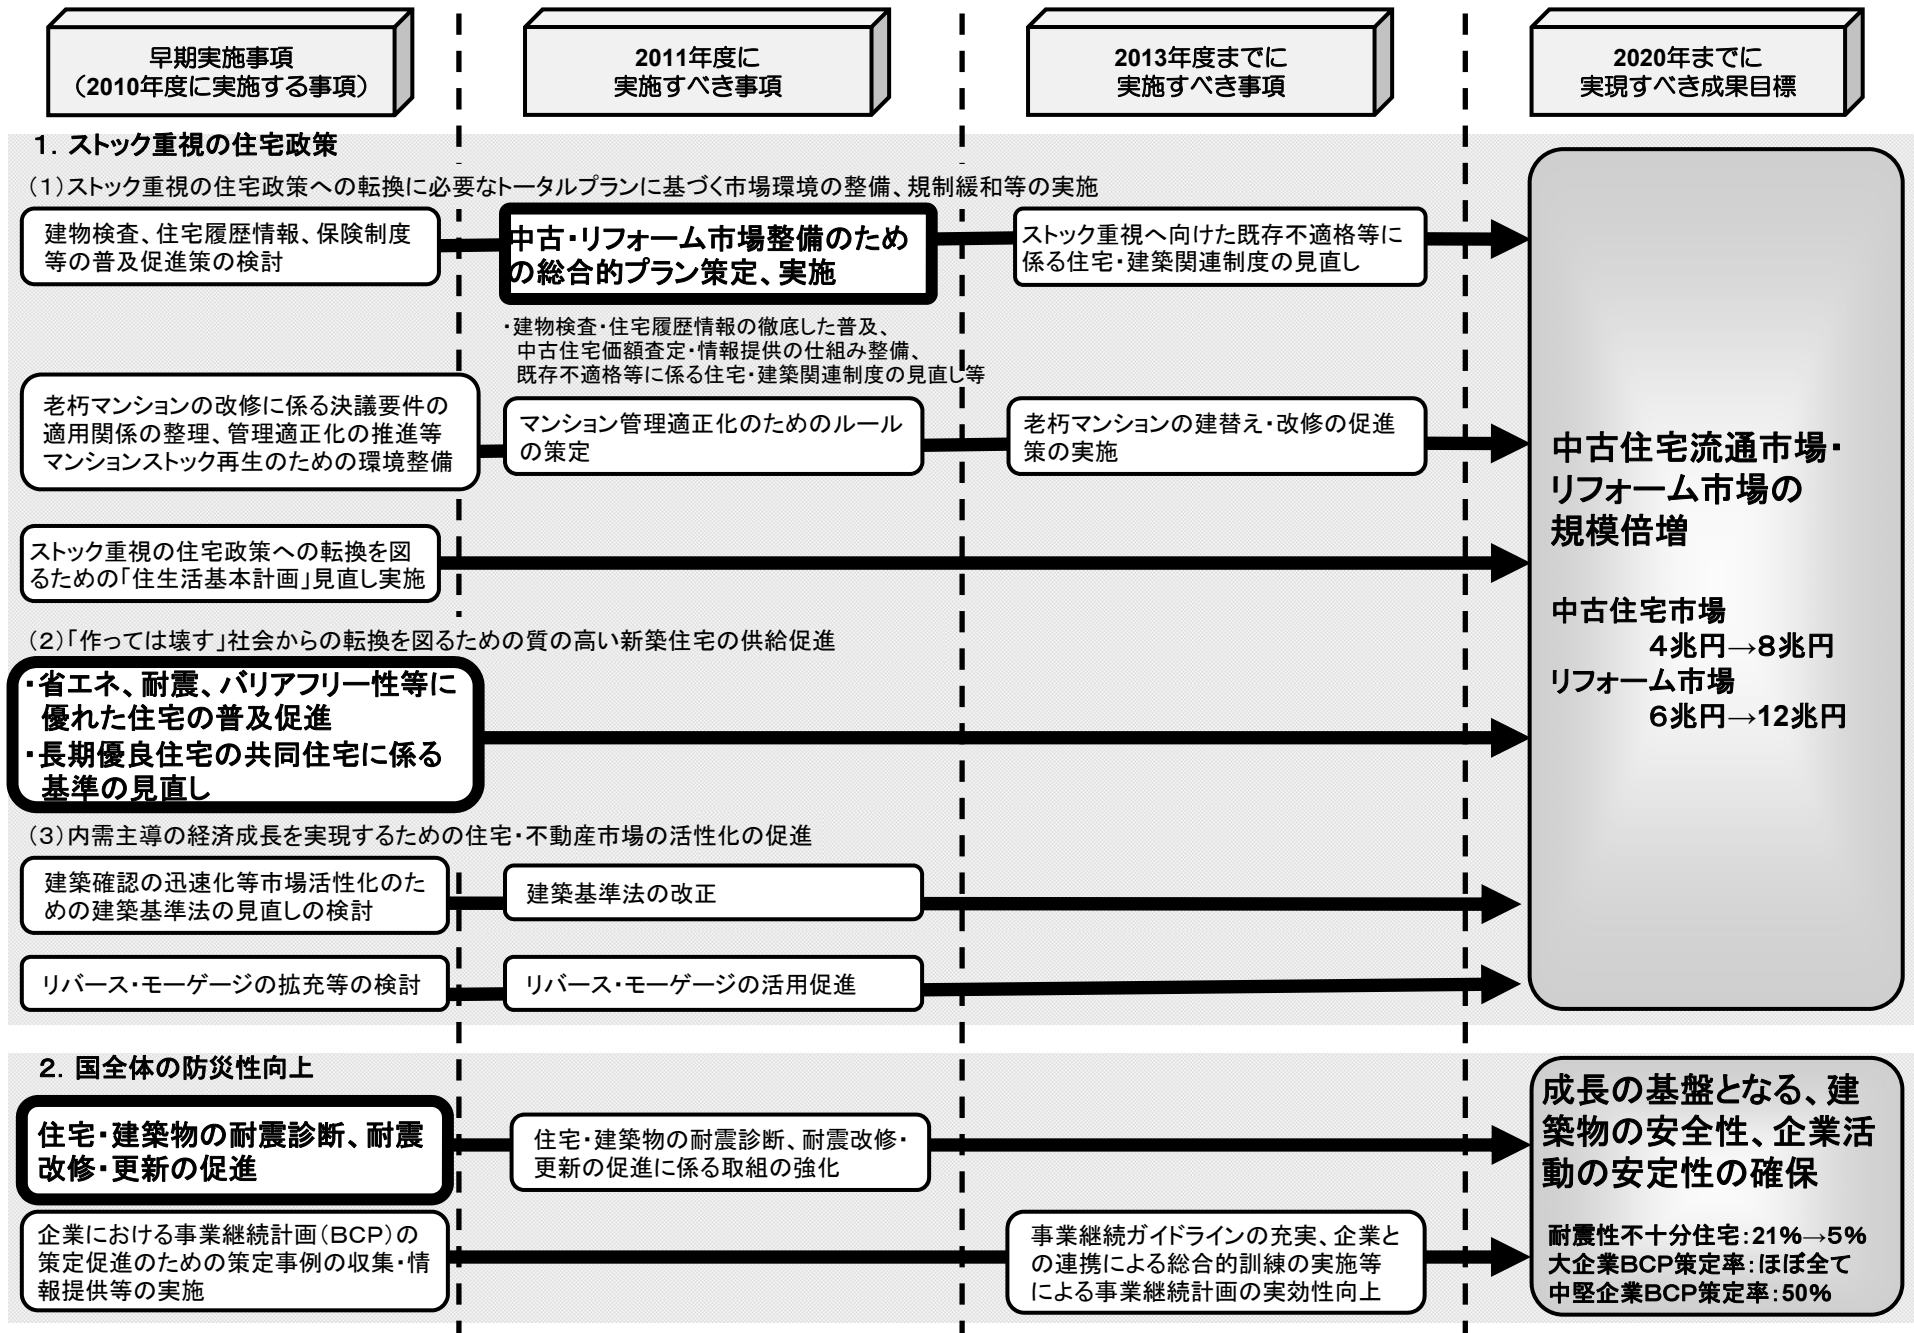 早期実施事項
（2010年度に実施する事項）
2011年度に
実施すべき事項
2013年度までに
実施すべき事項
2020年までに
実現すべき成果目標
１．ストック重視の住宅政策
（１）ストック重視の住宅政策への転換に必要なトータルプランに基づく市場環境の整備、規制緩和等の実施
建物検査、住宅履歴情報、保険制度
等の普及促進策の検討
中古・リフォーム市場整備のため
の総合的プラン策定、実施
ストック重視へ向けた既存不適格等に
係る住宅・建築関連制度の見直し
・建物検査・住宅履歴情報の徹底した普及、
中古住宅価額査定・情報提供の仕組み整備、
既存不適格等に係る住宅・建築関連制度の見直し等
老朽マンションの改修に係る決議要件の
適用関係の整理、管理適正化の推進等
マンションストック再生のための環境整備
マンション管理適正化のためのルール
の策定
老朽マンションの建替え・改修の促進
策の実施
ストック重視の住宅政策への転換を図
るための「住生活基本計画」見直し実施
中古住宅流通市場・
リフォーム市場の
規模倍増
中古住宅市場
４兆円→８兆円
リフォーム市場
６兆円→12兆円
（２）「作っては壊す」社会からの転換を図るための質の高い新築住宅の供給促進
・省エネ、耐震、バリアフリー性等に
優れた住宅の普及促進
・長期優良住宅の共同住宅に係る
基準の見直し
（３）内需主導の経済成長を実現するための住宅・不動産市場の活性化の促進
建築確認の迅速化等市場活性化のた
めの建築基準法の見直しの検討
建築基準法の改正
リバース・モーゲージの拡充等の検討
リバース・モーゲージの活用促進
２．国全体の防災性向上
住宅・建築物の耐震診断、耐震
改修・更新の促進
住宅・建築物の耐震診断、耐震改修・
更新の促進に係る取組の強化
企業における事業継続計画（BCP）の
策定促進のための策定事例の収集・情
報提供等の実施
事業継続ガイドラインの充実、企業と
の連携による総合的訓練の実施等
による事業継続計画の実効性向上
成長の基盤となる、建
築物の安全性、企業活
動の安定性の確保
耐震性不十分住宅：21%→５%
大企業BCP策定率：ほぼ全て
中堅企業BCP策定率：50%